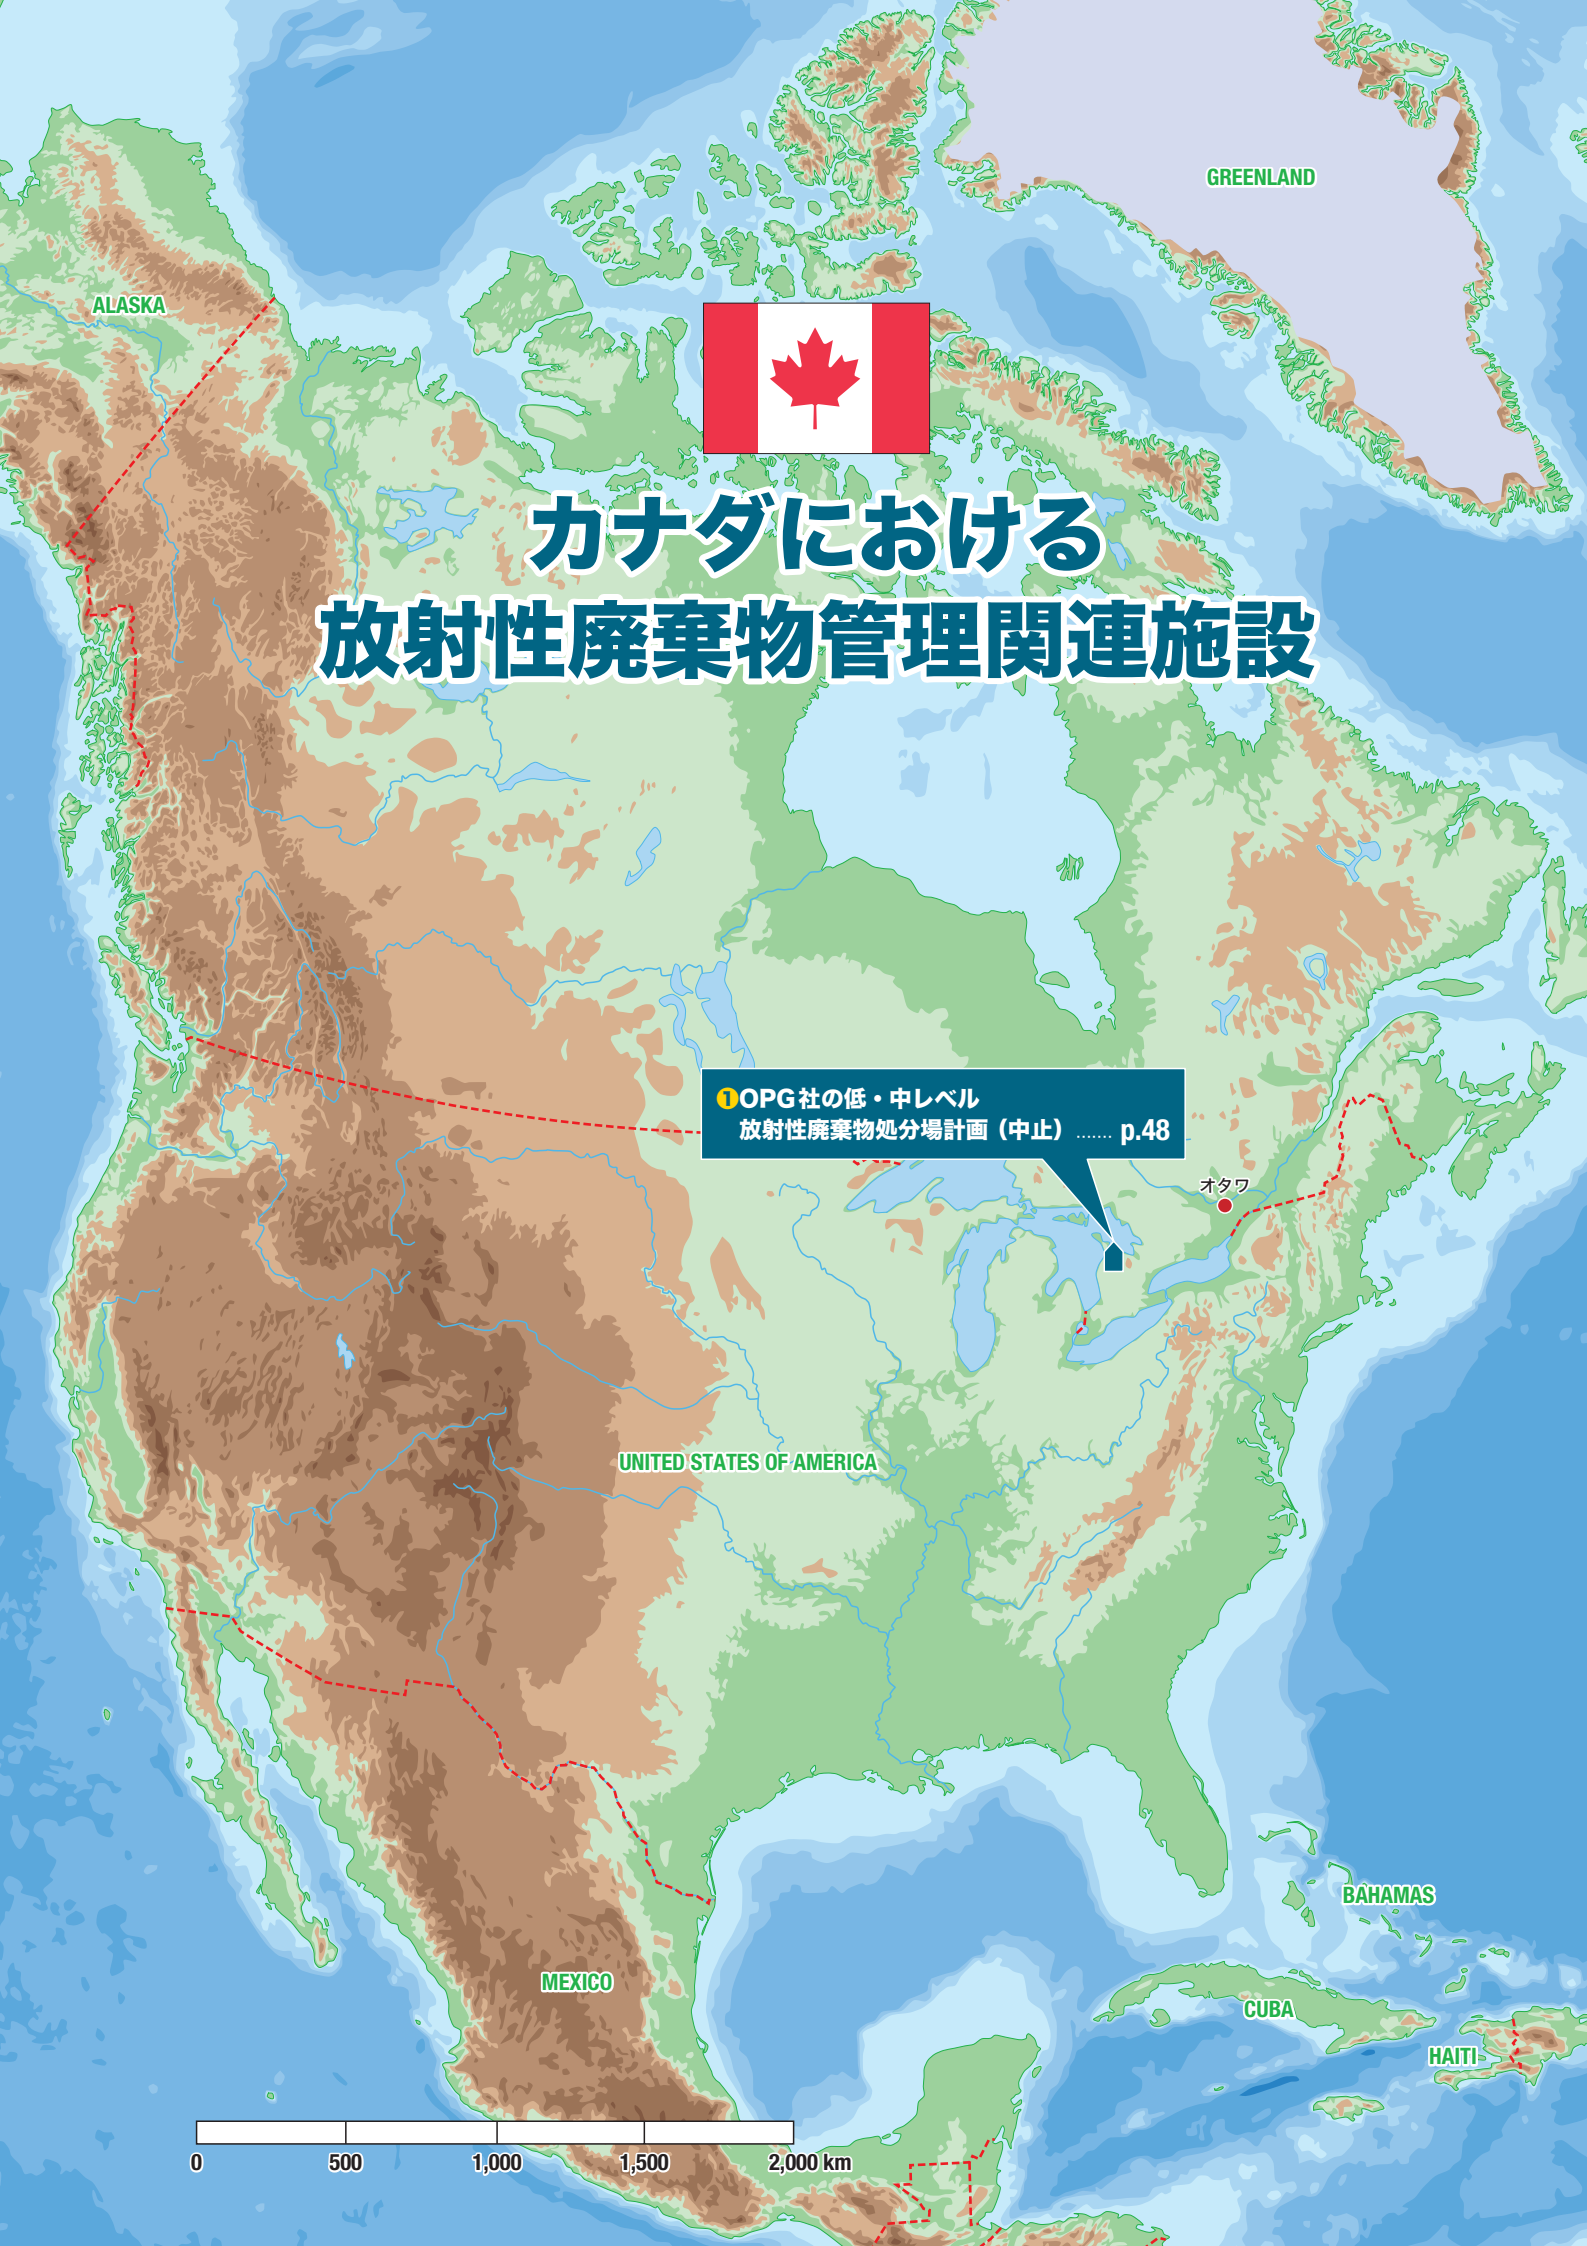 GREENLAND
ALASKA
カナダにおける
放射性廃棄物管理関連施設
❶OPG社の低・中レベル
放射性廃棄物処分場計画（中止）....... p.48
オタワ
UNITED STATES OF AMERICA
BAHAMAS
MEXICO
CUBA
HAITI
0 500 1,000 1,500 2,000 km